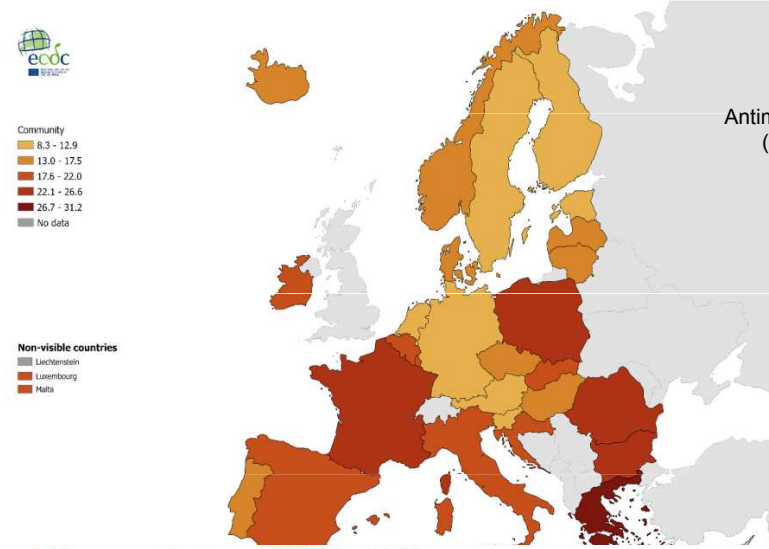 ecdc
Antim
(
Community
8.3 - 12.9
13.0 - 17.5
17.6 - 22.0
22.1 - 26.6
26.7 - 31.2
No data
Non-visible countries
Liechtenstein
Luxembourg
Malta